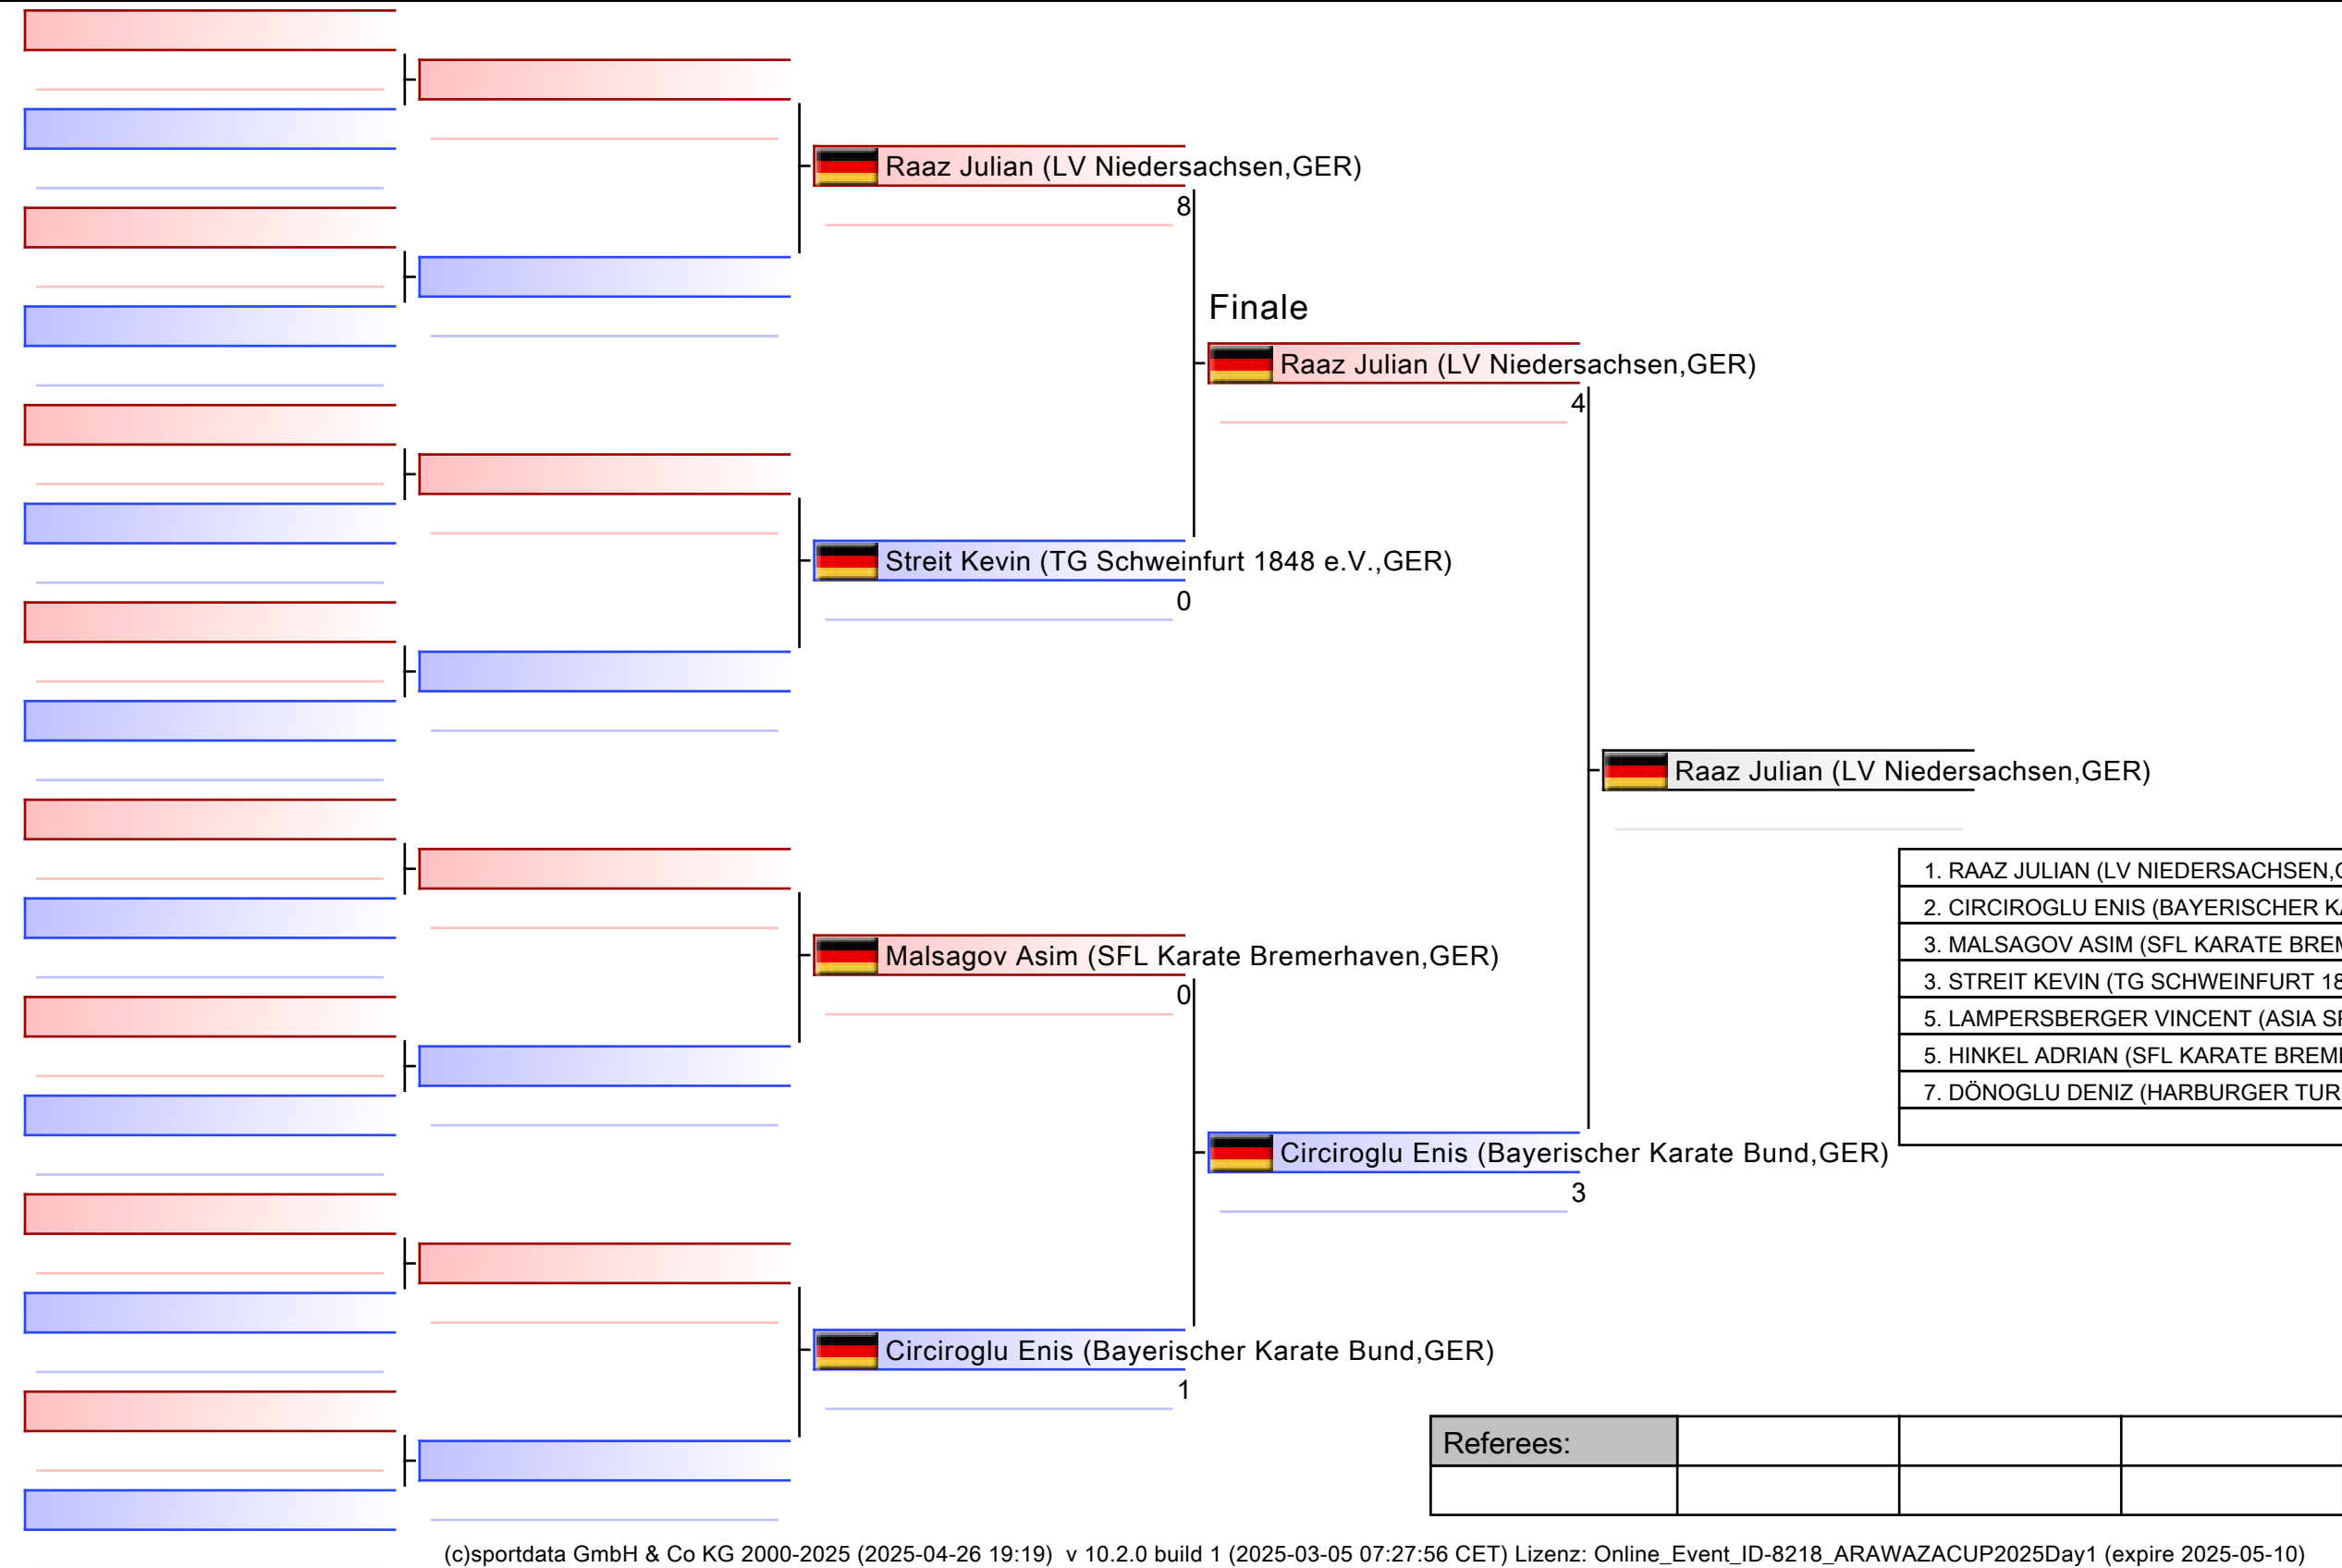 Raaz Julian (LV Niedersachsen,GER)
8
Finale
Raaz Julian (LV Niedersachsen,GER)
4
Streit Kevin (TG Schweinfurt 1848 e.V.,GER)
0
Raaz Julian (LV Niedersachsen,GER)
1. RAAZ JULIAN (LV NIEDERSACHSEN,
2. CIRCIROGLU ENIS (BAYERISCHER
3. MALSAGOV ASIM (SFL KARATE
3. STREIT KEVIN (TG SCHWEINFURT
5. LAMPERSBERGER VINCENT (ASIA
5. HINKEL ADRIAN (SFL KARATE
7. DÖNOGLU DENIZ (HARBURGER TUR
Malsagov Asim (SFL Karate Bremerhaven,GER)
0
Circiroglu Enis (Bayerischer Karate Bund,GER)
3
Circiroglu Enis (Bayerischer Karate Bund,GER)
1
Referees:
(c)sportdata GmbH & Co KG 2000-2025 (2025-04-26 19:19) v 10.2.0 build 1 (2025-03-05 07:27:56 CET) Lizenz: Online_Event_ID-8218_ARAWAZACUP2025Day1 (expire 2025-05-10)